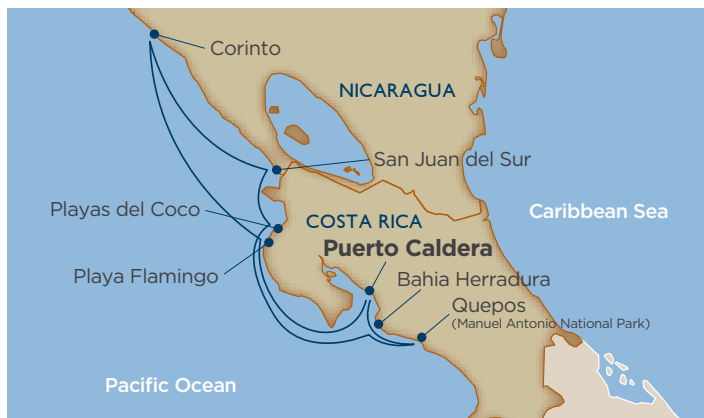 Corinto
NICARAGUA
San Juan del Sur
Playas del Coco
COSTA RICA
Caribbean Sea
Puerto Caldera
Playa Flamingo
Bahia Herradura
Quepos
(Manuel Antonio National Park)
Pacific Ocean